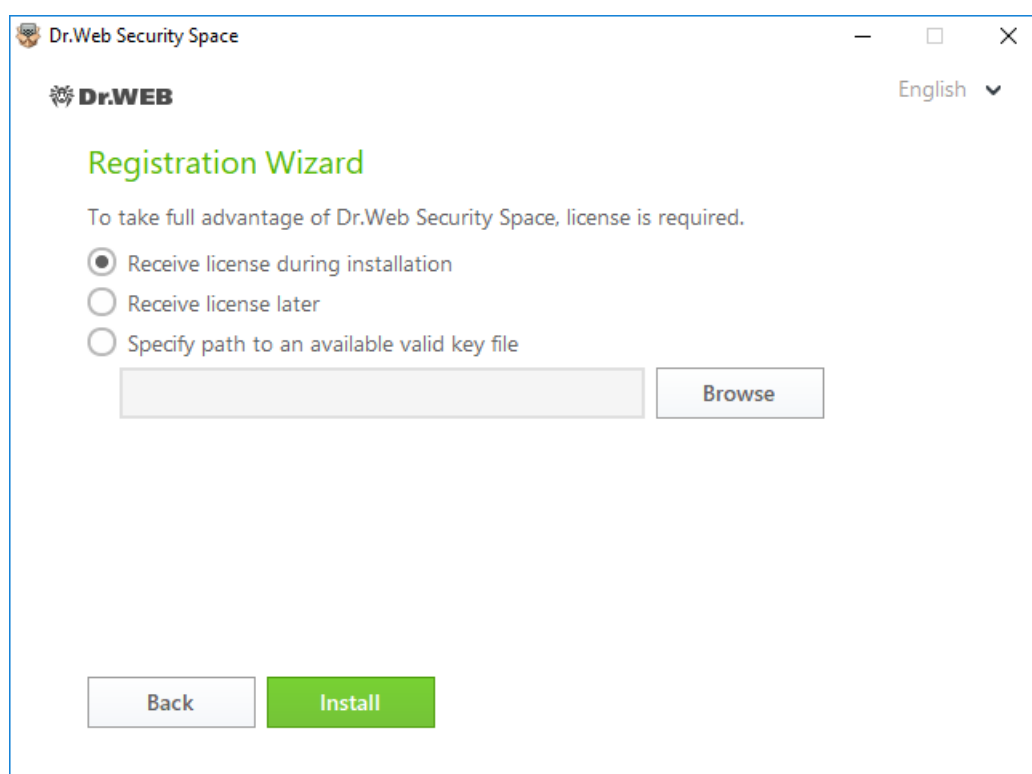 Dr.Web Security Space
Dr.WEB
English
Registration Wizard
To take full advantage of Dr.Web Security Space, license is required.
Receive license during installation
Receive license later
Specify path to an available valid key file
Browse
Back
Install